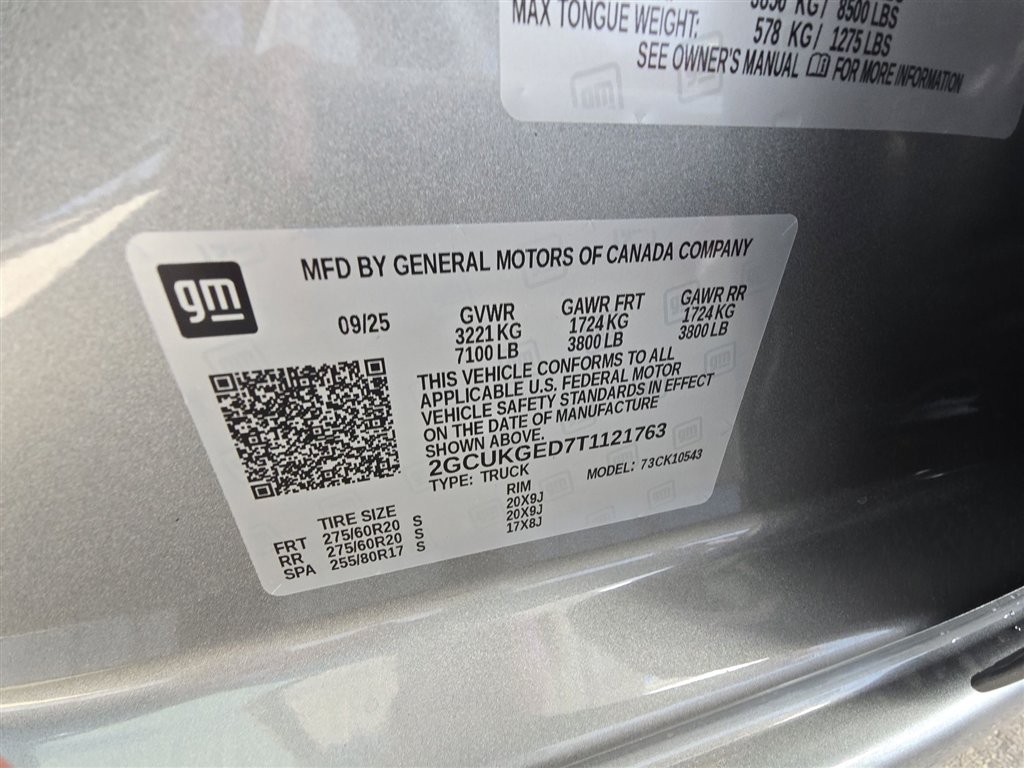 8500 LBS
MAX TONGUE WEIGHT: 578 KG/ 1275 LBS
SEE OWNER'S MANUAL FOR MORE INFORMATION
gm
MFD BY GENERAL MOTORS OF CANADA COMPANY
09/25 GVWR GAWR FRT GAWR RR
3221 KG 1724 KG 1724 KG
7100 LB 3800 LB 3800 LB
THIS VEHICLE CONFORMS TO ALL
APPLICABLE U.S. FEDERAL MOTOR
VEHICLE SAFETY STANDARDS IN EFFECT
ON THE DATE OF MANUFACTURE
SHOWN ABOVE.
2GCUKGED7T1121763
TYPE: TRUCK MODEL: 73CK10543
TIRE SIZE RIM
FRT 275/60R20 S 20X9J
RR 275/60R20 S 20X9J
SPA 255/80R17 S 17X8J